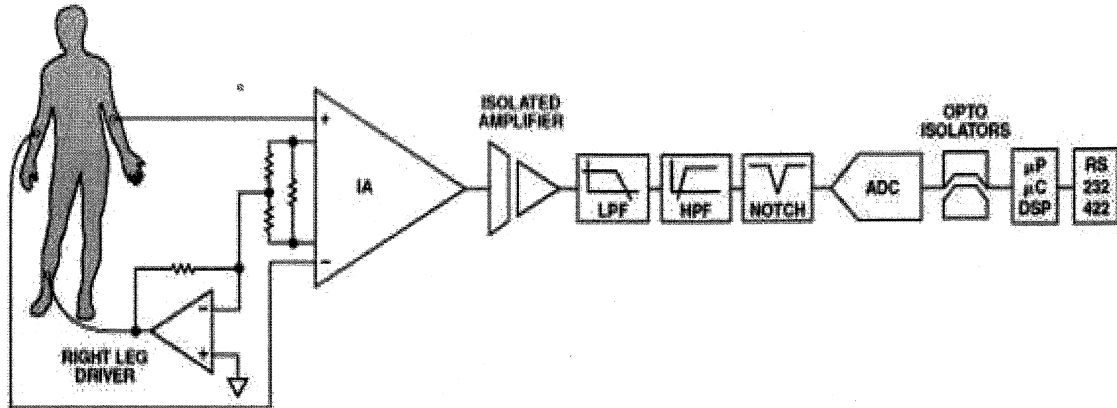 ISOLATED
AMPLIFIER
OPTO
ISOLATORS
+
IA
−
LPF
HPF
NOTCH
ADC
µP
µC
DSP
RS
232
422
−
+
RIGHT LEG
DRIVER